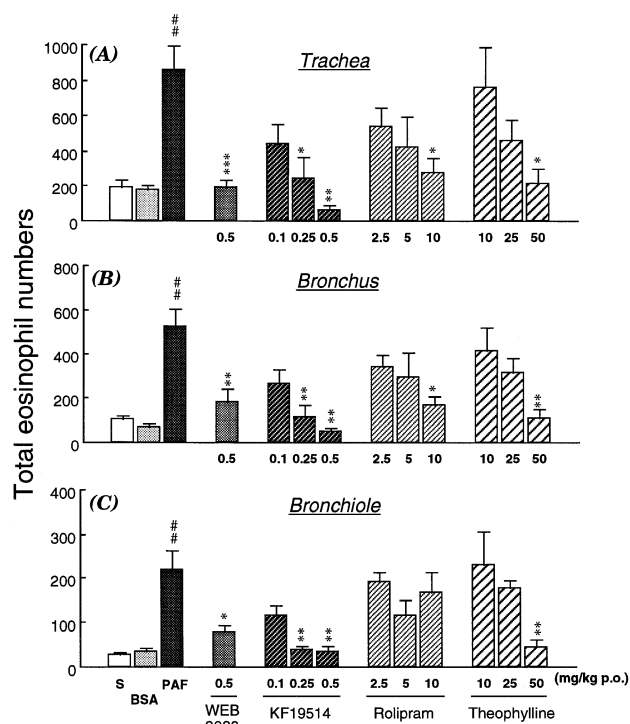 Total eosinophil numbers
(A)
Trachea
1000
800
600
400
200
0
##
***
*
**
*
*
0.5
0.1 0.25 0.5
2.5 5 10
10 25 50
(B)
Bronchus
800
600
400
200
0
##
**
**
**
*
**
0.5
0.1 0.25 0.5
2.5 5 10
10 25 50
(C)
Bronchiole
400
300
200
100
0
##
*
**
**
**
S
BSA
PAF
0.5
0.1 0.25 0.5
2.5 5 10
10 25 50
(mg/kg p.o.)
WEB
KF19514
Rolipram
Theophylline